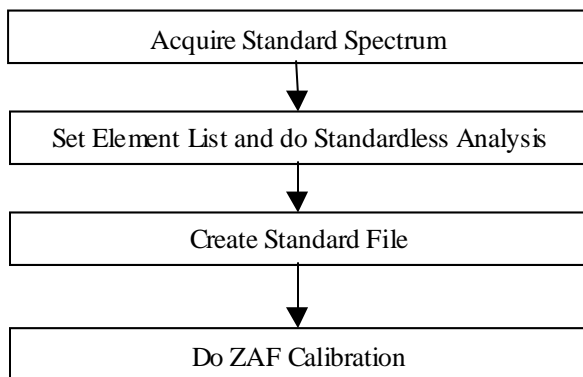 Acquire Standard Spectrum
Set Element List and do Standardless Analysis
Create Standard File
Do ZAF Calibration